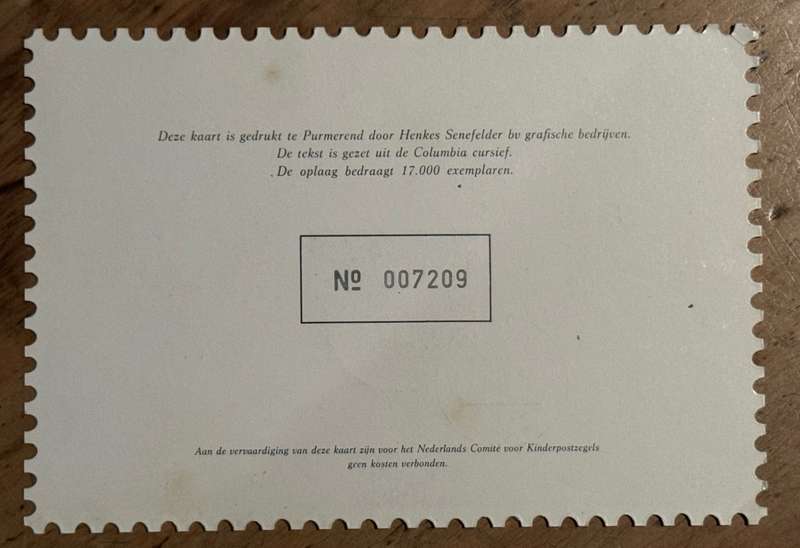 Deze kaart is gedrukt te Purmerend door Henkes Senefelder bv grafische bedrijven.
De tekst is gezet uit de Columbia cursief.
De oplaag bedraagt 17.000 exemplaren.
Nº 007209
Aan de vervaardiging van deze kaart zijn voor het Nederlands Comité voor Kinderpostzegels
geen kosten verbonden.